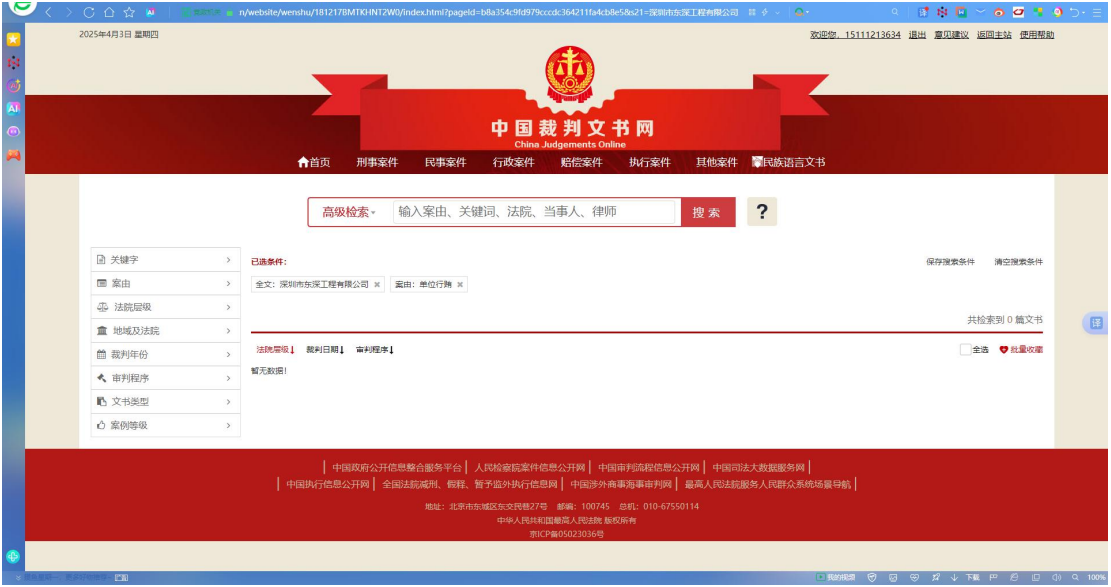 n/website/wenshu/181217BMTKHNT2W0/index.html?pageId=b8a354c9fd979cccdc364211fa4cb8e5&s21=深圳市东深工程有限公司
2025年4月3日 星期四
欢迎您，15111213634 退出 意见建议 返回主站 使用帮助
中国裁判文书网
China Judgements Online
首页 刑事案件 民事案件 行政案件 赔偿案件 执行案件 其他案件 民族语言文书
高级检索 输入案由、关键词、法院、当事人、律师 搜索 ?
关键字
案由
法院层级
地域及法院
裁判年份
审判程序
文书类型
案例等级
已选条件：
保存搜索条件 清空搜索条件
全文：深圳市东深工程有限公司 × 案由：单位行贿 ×
共检索到 0 篇文书
法院层级 裁判日期 审判程序
全选 批量收藏
暂无数据！
译
AI
中国政府公开信息整合服务平台 | 人民检察院案件信息公开网 | 中国审判流程信息公开网 | 中国司法大数据服务网 |
中国执行信息公开网 | 全国法院减刑、假释、暂予监外执行信息网 | 中国涉外商事海事审判网 | 最高人民法院服务人民群众系统场景导航 |
地址：北京市东城区东交民巷27号 邮编：100745 总机：010-67550114
中华人民共和国最高人民法院 版权所有
京ICP备05023036号
我的视频 下载 100%